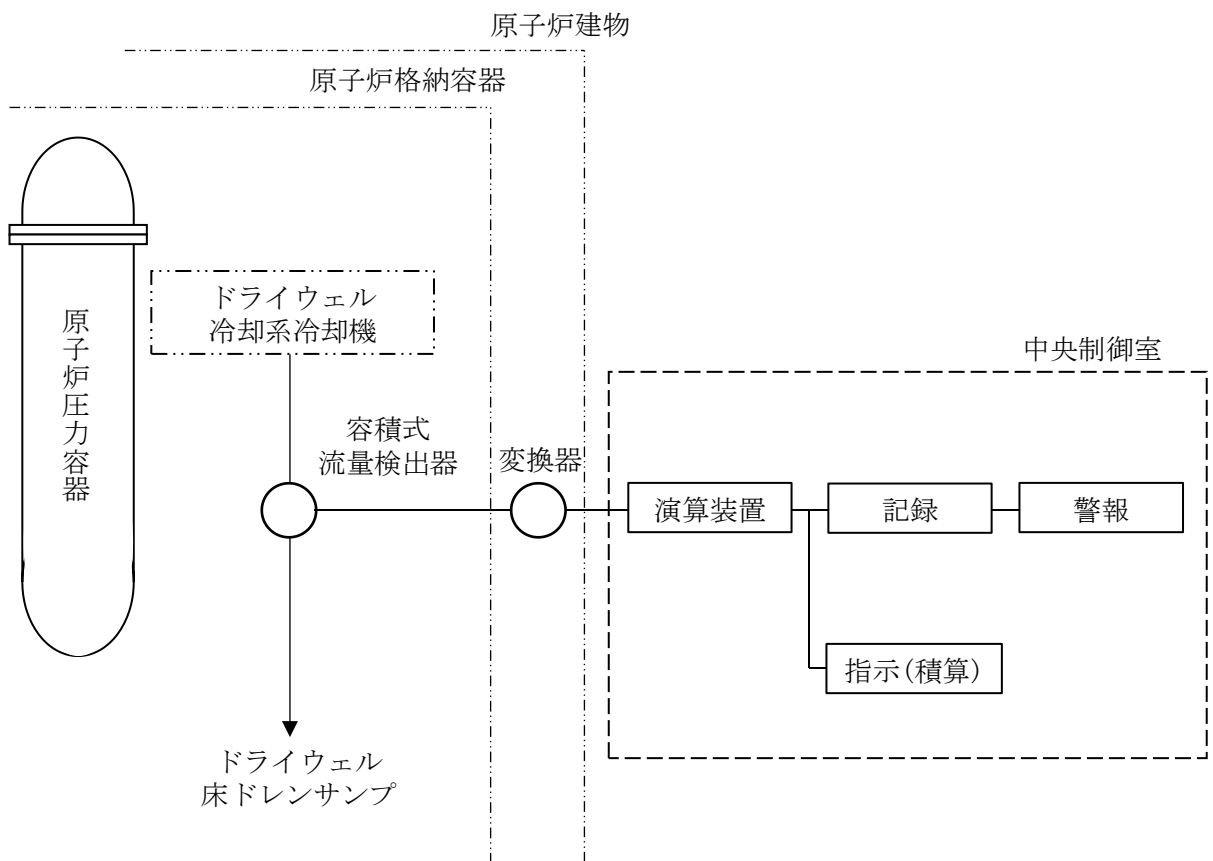 原子炉建物
原子炉格納容器
原子炉圧力容器
ドライウェル
冷却系冷却機
中央制御室
容積式
流量検出器
変換器
演算装置
記録
警報
指示(積算)
ドライウェル
床ドレンサンプ